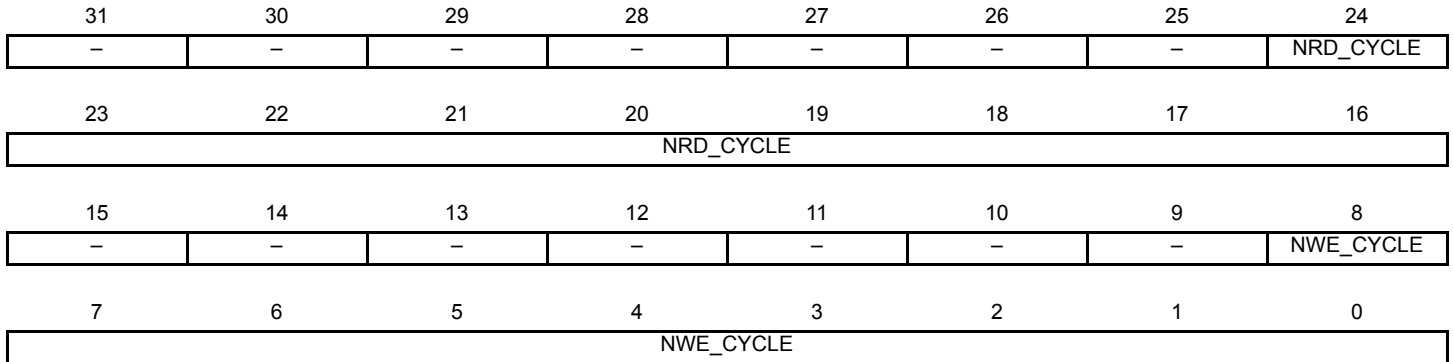 31 30 29 28 27 26 25 24
– – – – – – – NRD_CYCLE
23 22 21 20 19 18 17 16
NRD_CYCLE
15 14 13 12 11 10 9 8
– – – – – – – NWE_CYCLE
7 6 5 4 3 2 1 0
NWE_CYCLE